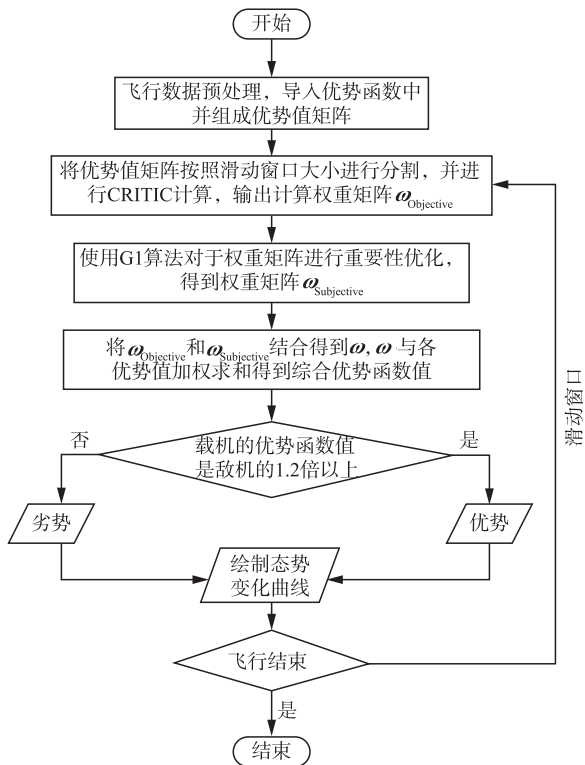 开始
飞行数据预处理，导入优势函数中
并组成优势值矩阵
将优势值矩阵按照滑动窗口大小进行分割，并进
行CRITIC计算，输出计算权重矩阵ωObjective
使用G1算法对于权重矩阵进行重要性优化，
得到权重矩阵ωSubjective
将ωObjective和ωSubjective结合得到ω, ω与各
优势值加权求和得到综合优势函数值
滑动窗口
否
载机的优势函数值
是敌机的1.2倍以上
是
劣势
优势
绘制态势
变化曲线
飞行结束
是
结束